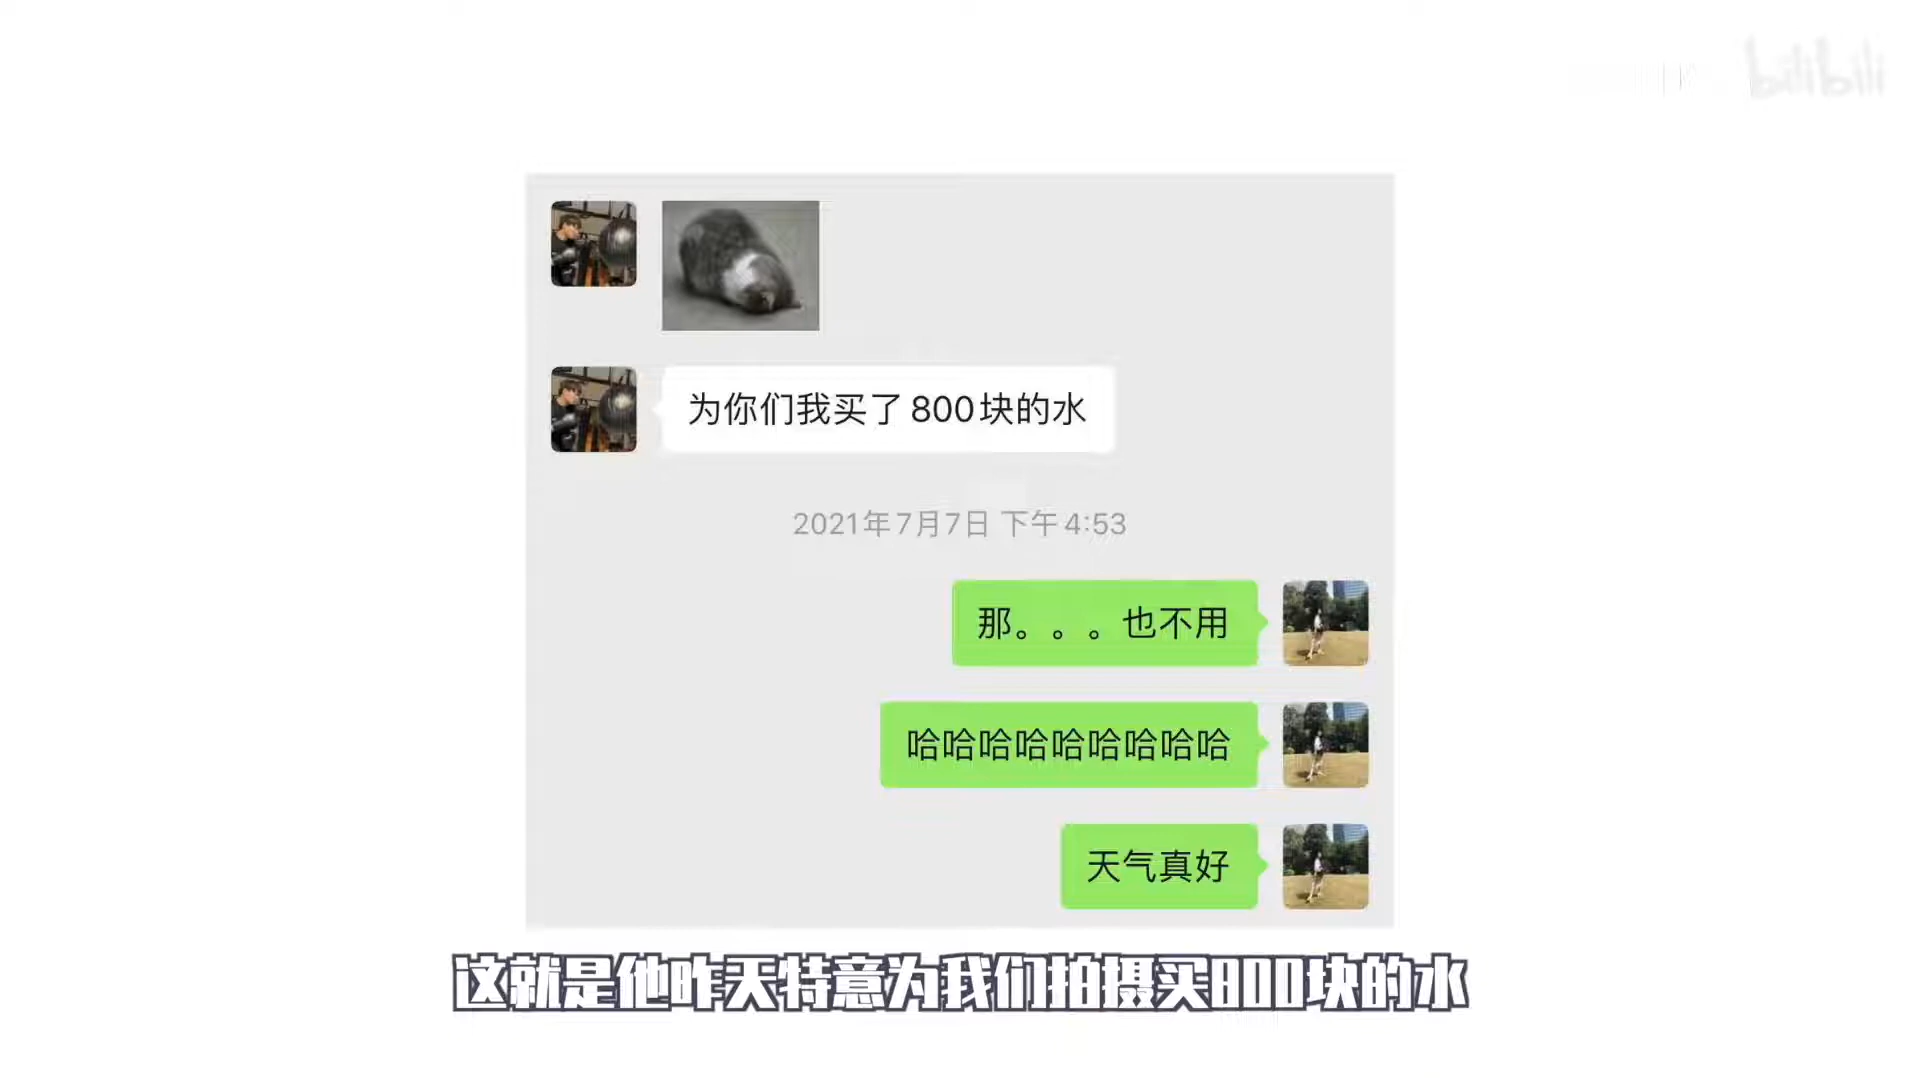 bilibili
为你们我买了800块的水
2021年7月7日 下午4:53
那。。。也不用
哈哈哈哈哈哈哈哈哈
天气真好
这就是他昨天特意为我们拍摄买800块的水